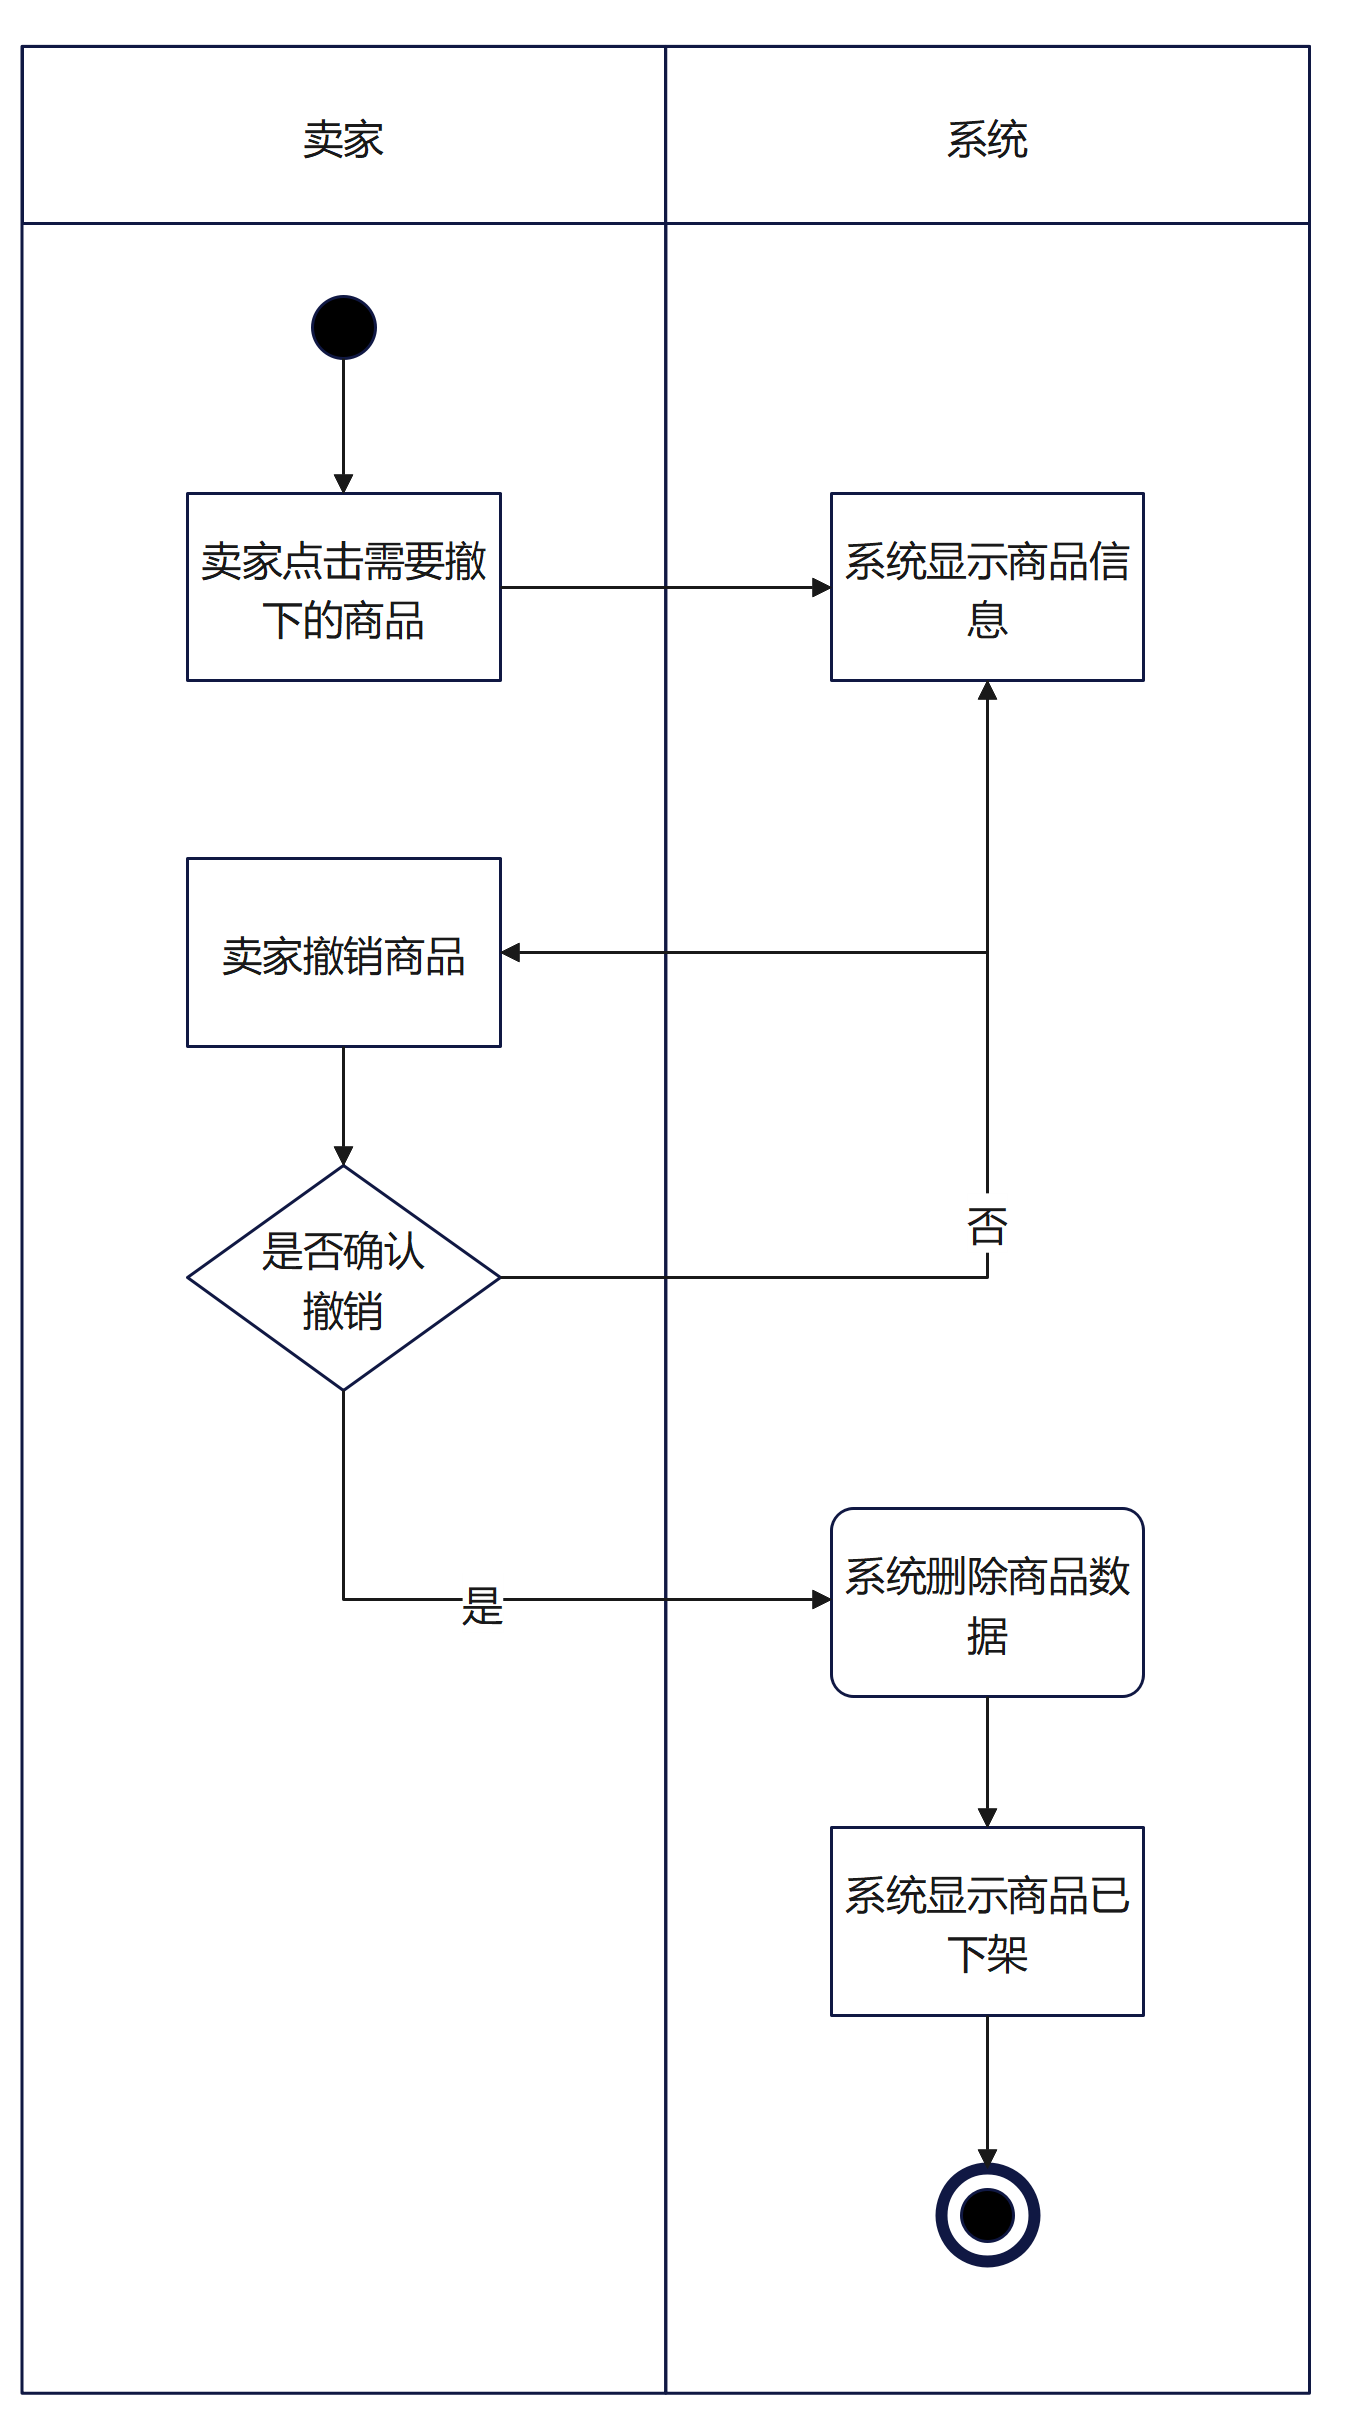 卖家
系统
卖家点击需要撤
下的商品
系统显示商品信
息
卖家撤销商品
否
是否确认
撤销
系统删除商品数
据
是
系统显示商品已
下架